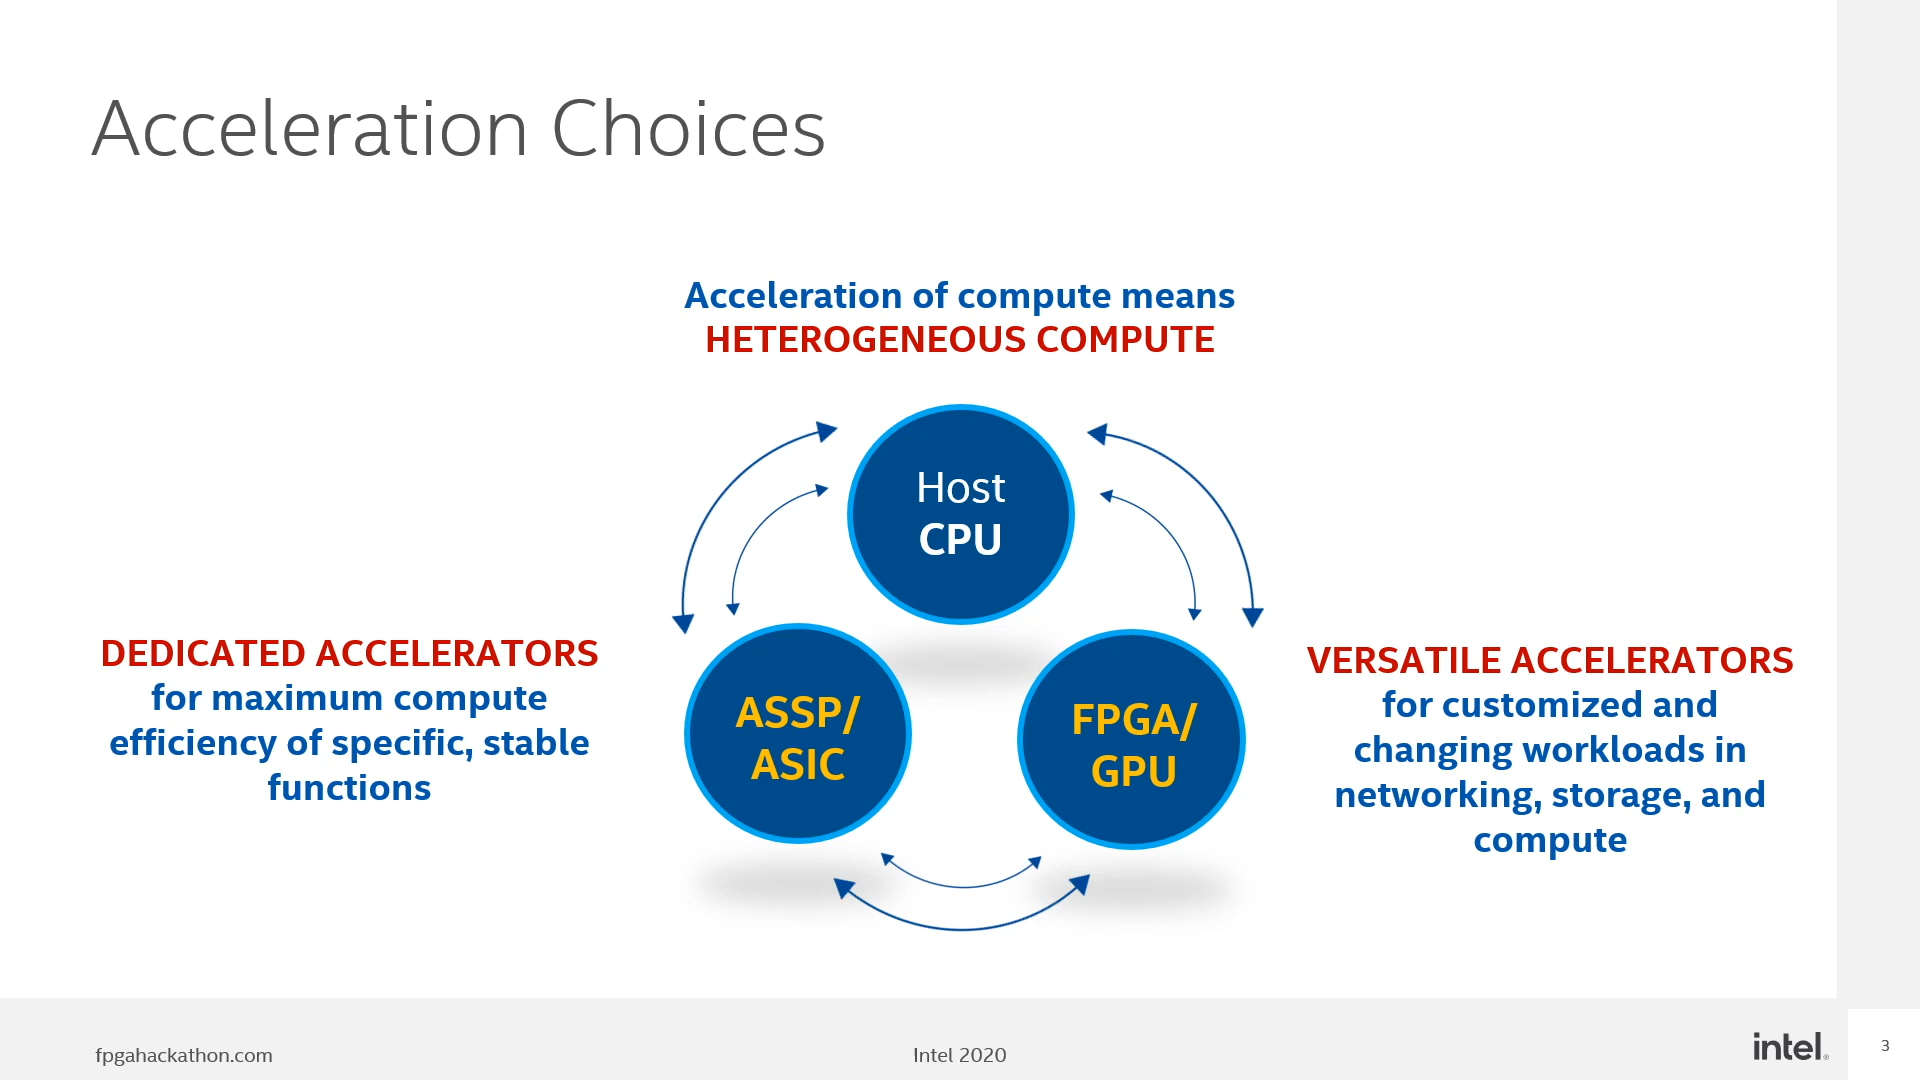 Acceleration Choices
Acceleration of compute means
HETEROGENEOUS COMPUTE
Host
CPU
DEDICATED ACCELERATORS
for maximum compute
efficiency of specific, stable
functions
ASSP/
ASIC
FPGA/
GPU
VERSATILE ACCELERATORS
for customized and
changing workloads in
networking, storage, and
compute
fpgahackathon.com
Intel 2020
intel®
3